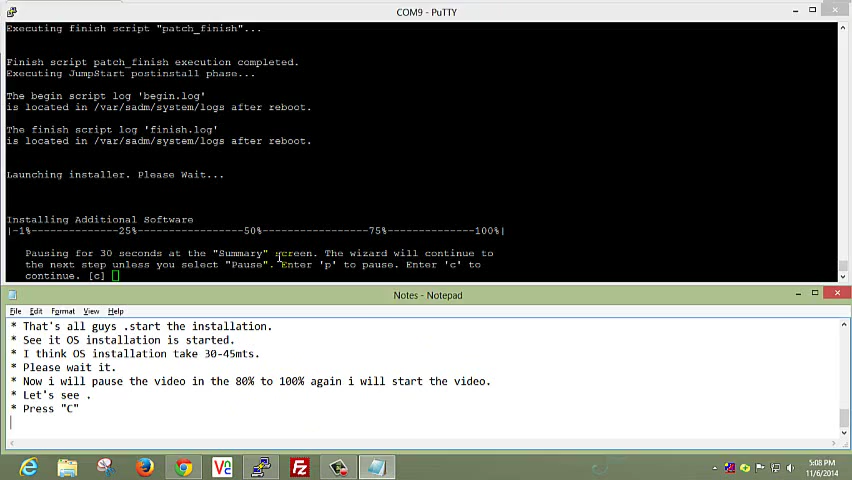 COM9 - PuTTY
Executing finish script "patch_finish"...
Finish script patch_finish execution completed.
Executing JumpStart postinstall phase...
The begin script log 'begin.log'
is located in /var/sadm/system/logs after reboot.
The finish script log 'finish.log'
is located in /var/sadm/system/logs after reboot.
Launching installer. Please Wait...
Installing Additional Software
|-1%--------------25%-----------------50%-----------------75%-----------------100%|
Pausing for 30 seconds at the "Summary" screen. The wizard will continue to
the next step unless you select "Pause". Enter 'p' to pause. Enter 'c' to
continue. [c]
Notes - Notepad
File Edit Format View Help
* That's all guys .start the installation.
* See it OS installation is started.
* I think OS installation take 30-45mts.
* Please wait it.
* Now i will pause the video in the 80% to 100% again i will start the video.
* Let's see .
* Press "C"
5:08 PM
11/6/2014